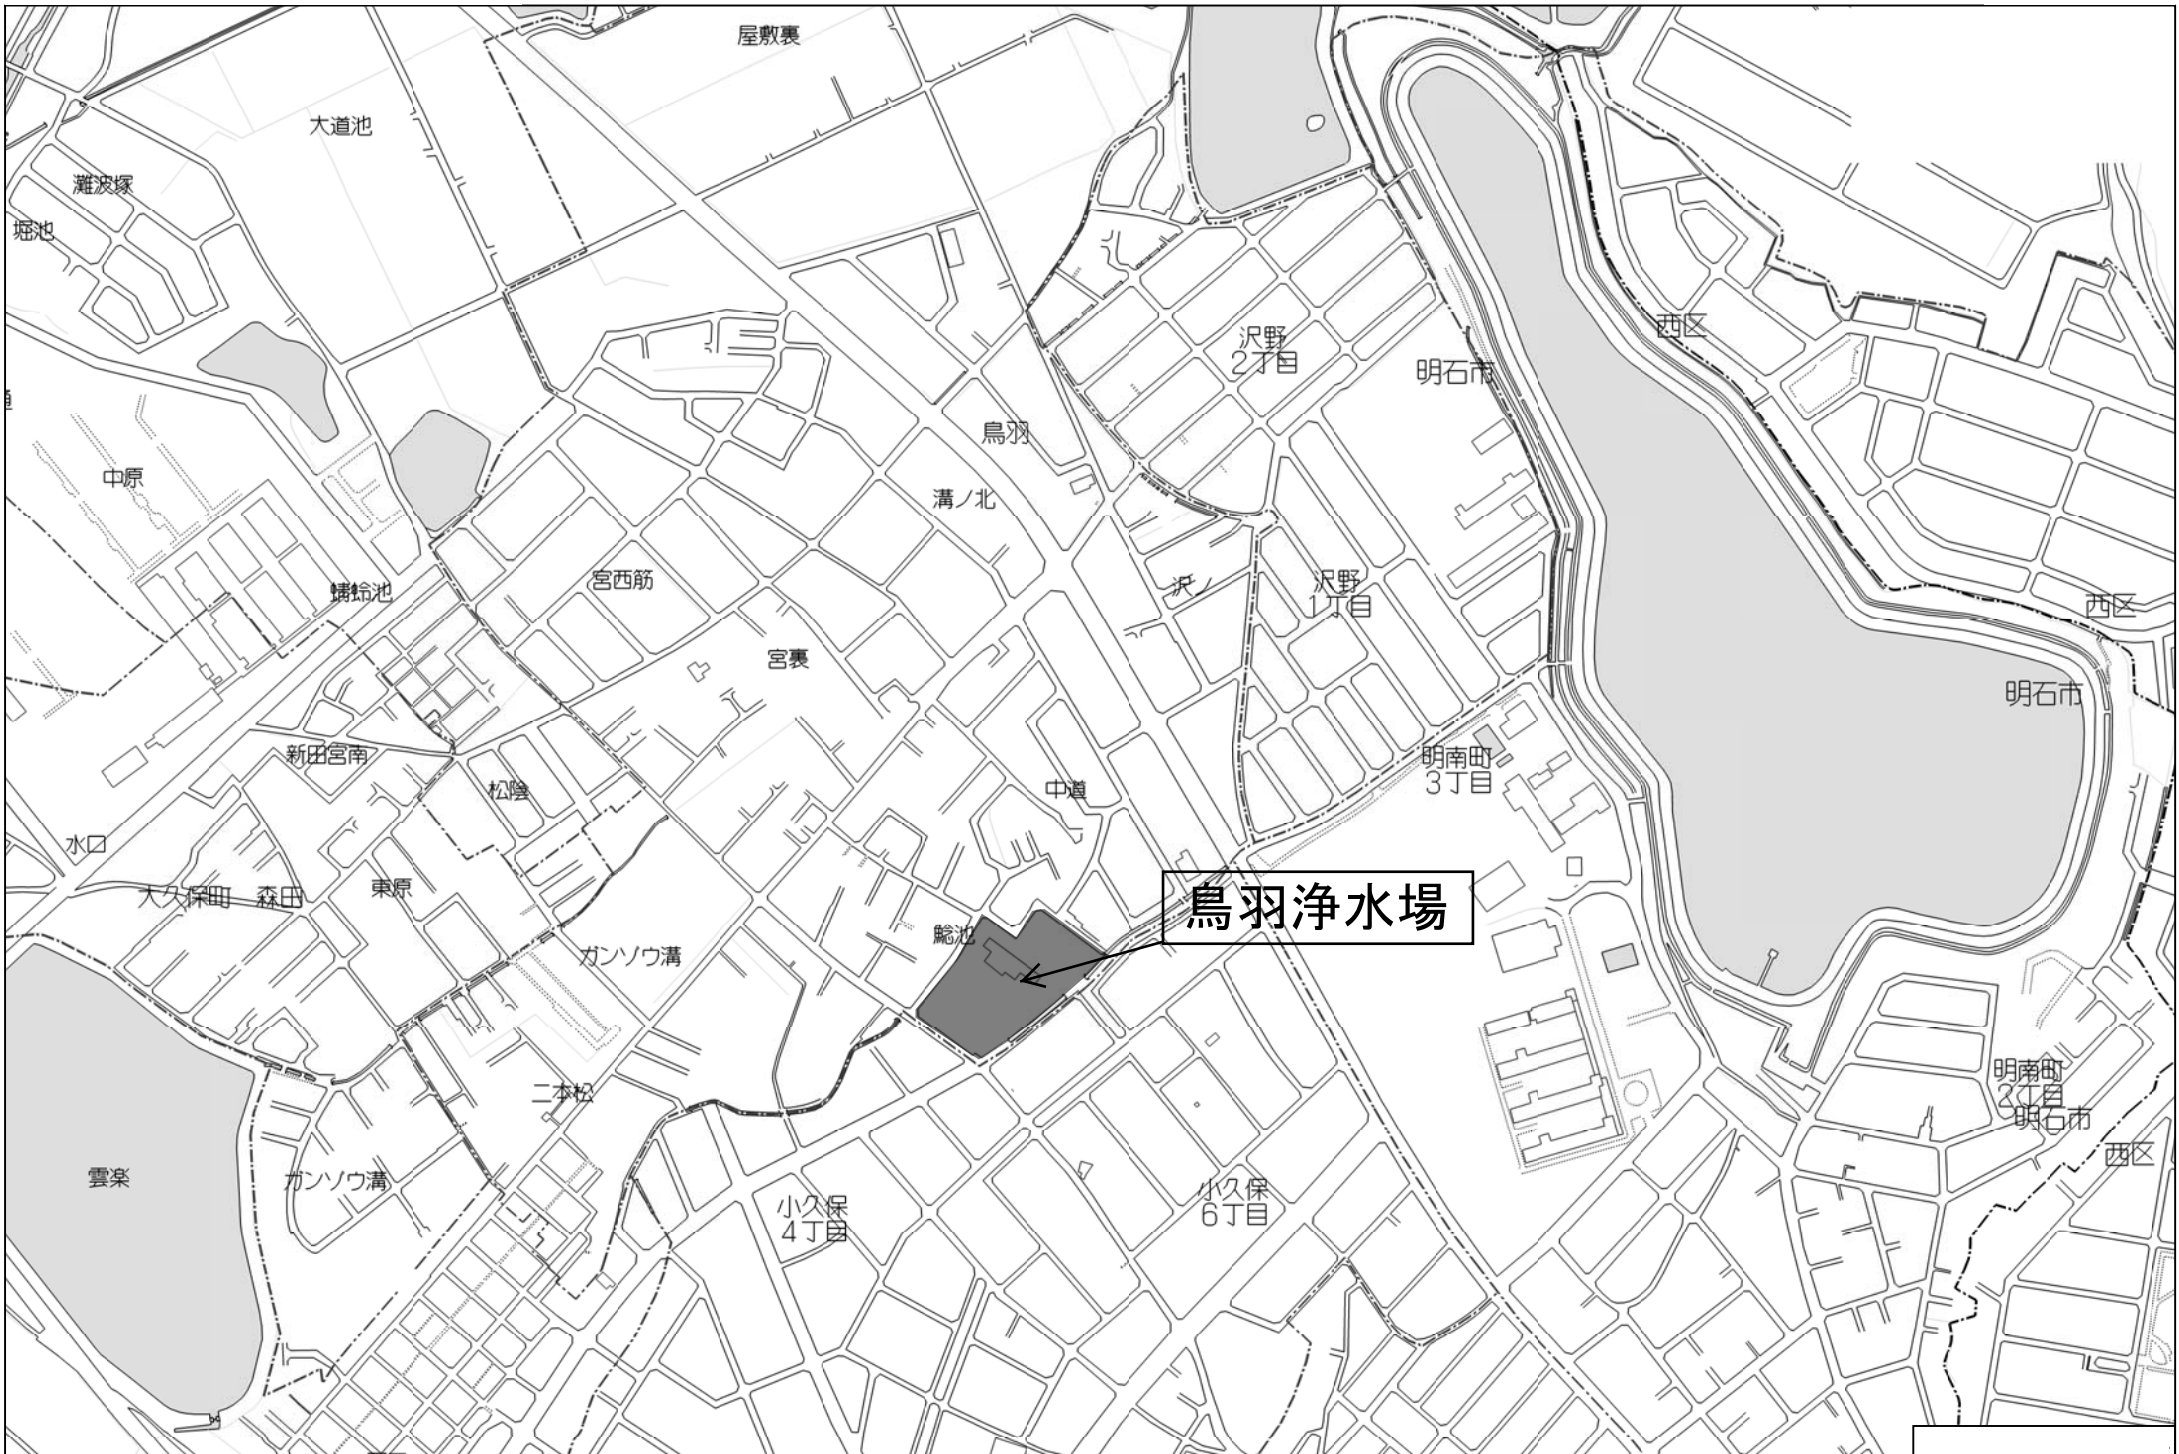 屋敷裏
大道池
灘波塚
堀池
西区
沢野
2丁目
明石市
鳥羽
中原
溝ノ北
宮西筋
蜻蛉池
沢ノ
沢野
1丁目
西区
宮裏
明石市
新田宮南
明南町
3丁目
松陰
中道
水口
大久保町 森田
東原
鳥羽浄水場
鯰池
ガンゾウ溝
二本松
明南町
2丁目
明石市
西区
雲楽
ガンゾウ溝
小久保
4丁目
小久保
6丁目